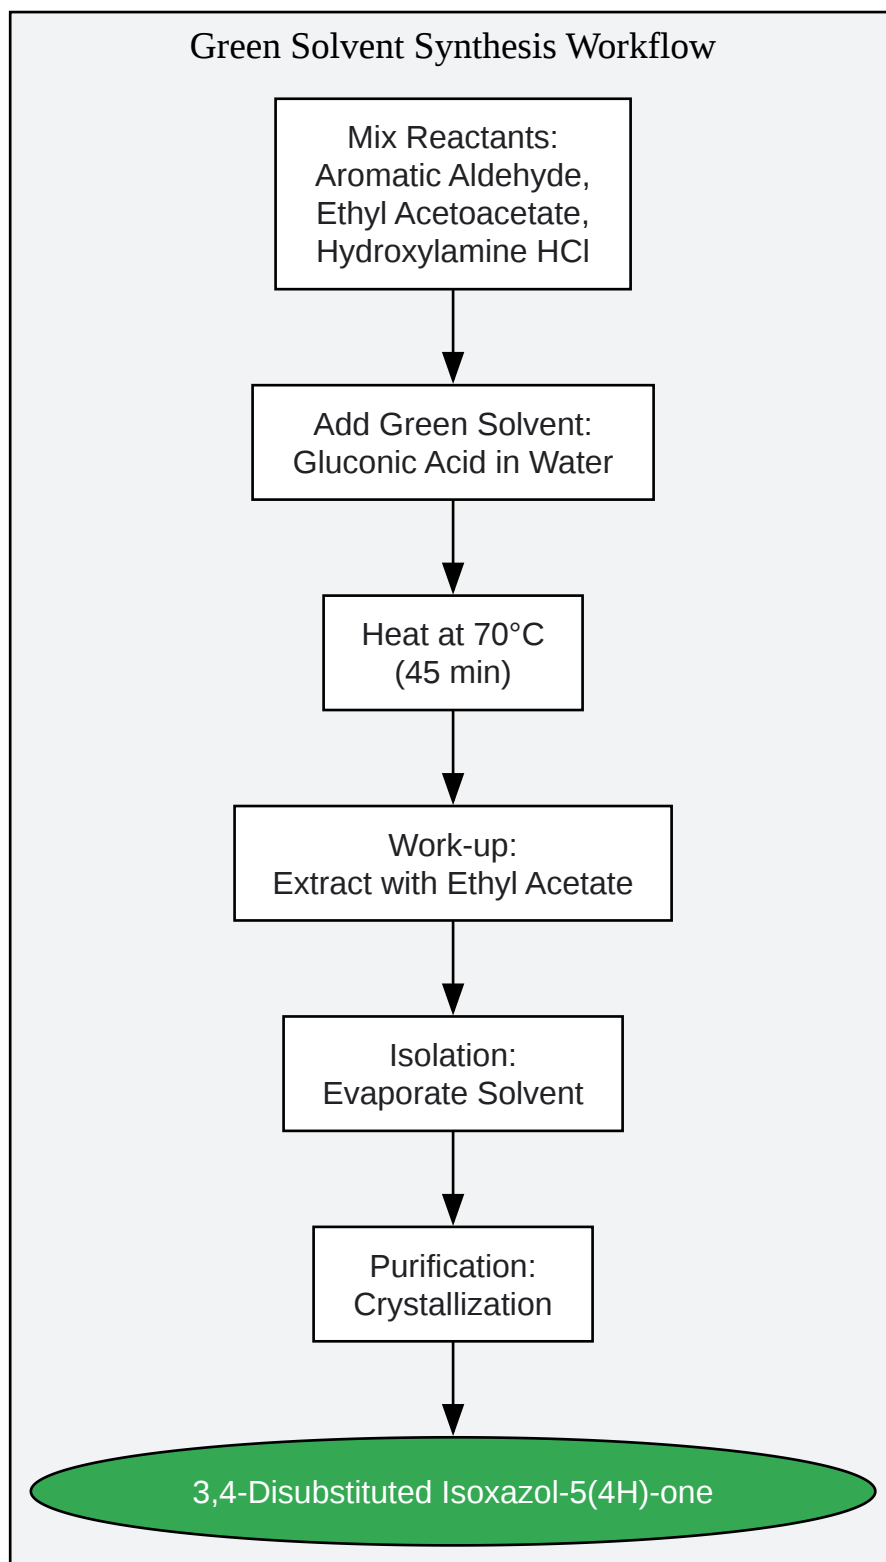 Green Solvent Synthesis Workflow
Mix Reactants:
Aromatic Aldehyde,
Ethyl Acetoacetate,
Hydroxylamine HCl
Add Green Solvent:
Gluconic Acid in Water
Heat at 70°C
(45 min)
Work-up:
Extract with Ethyl Acetate
Isolation:
Evaporate Solvent
Purification:
Crystallization
3,4-Disubstituted Isoxazol-5(4H)-one